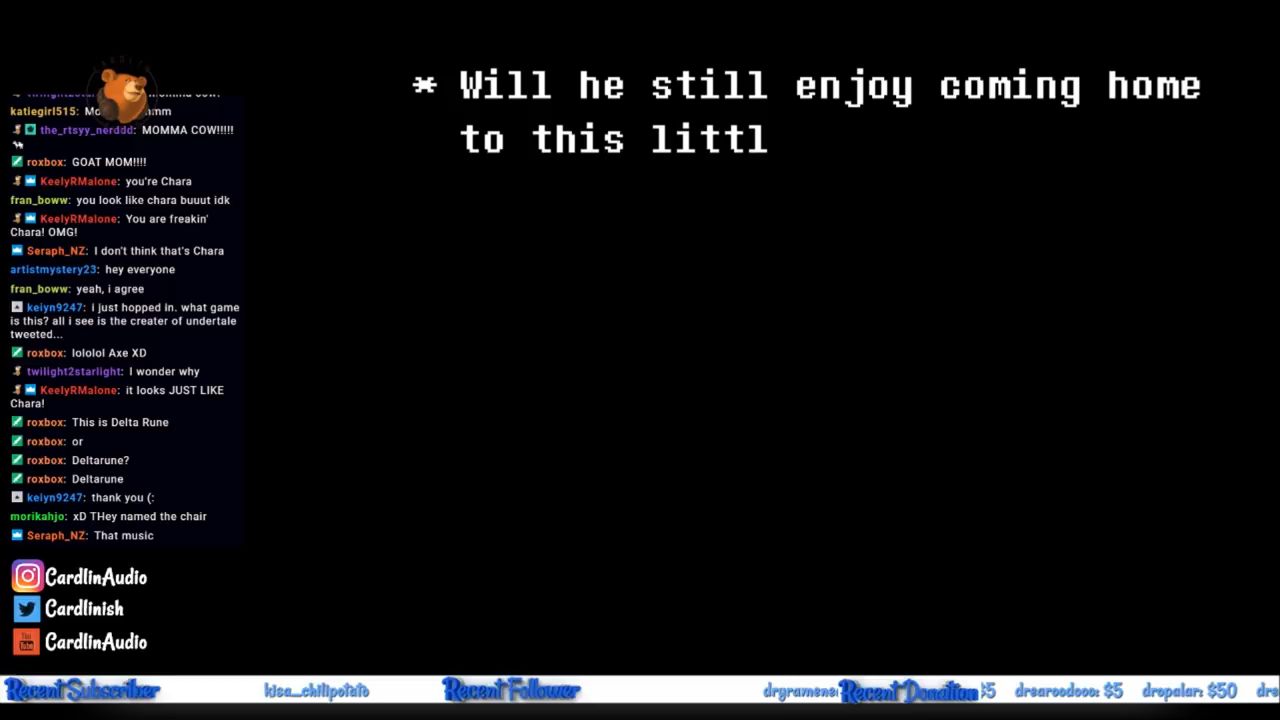 * Will he still enjoy coming home
to this littl
katiegirl515:
the_rtsyy_nerddd: MOMMA COW!!!!!
roxbox: GOAT MOM!!!!
KeelyRMalone: you're Chara
fran_boww: you look like chara buuut idk
KeelyRMalone: You are freakin'
Chara! OMG!
Seraph_NZ: I don't think that's Chara
artistmystery23: hey everyone
fran_boww: yeah, i agree
keiyn9247: i just hopped in. what game
is this? all i see is the creater of undertale
tweeted...
roxbox: lololol Axe XD
twilight2starlight: I wonder why
KeelyRMalone: it looks JUST LIKE
Chara!
roxbox: This is Delta Rune
roxbox: or
roxbox: Deltarune?
roxbox: Deltarune
keiyn9247: thank you (:
morikahjo: xD THey named the chair
Seraph_NZ: That music
CardlinAudio
Cardlinish
You Tube CardlinAudio
Recent Subscriber kisa_chilipotato Recent Follower Recent Donation $5 drearoodooo: $5 dropalar: $50